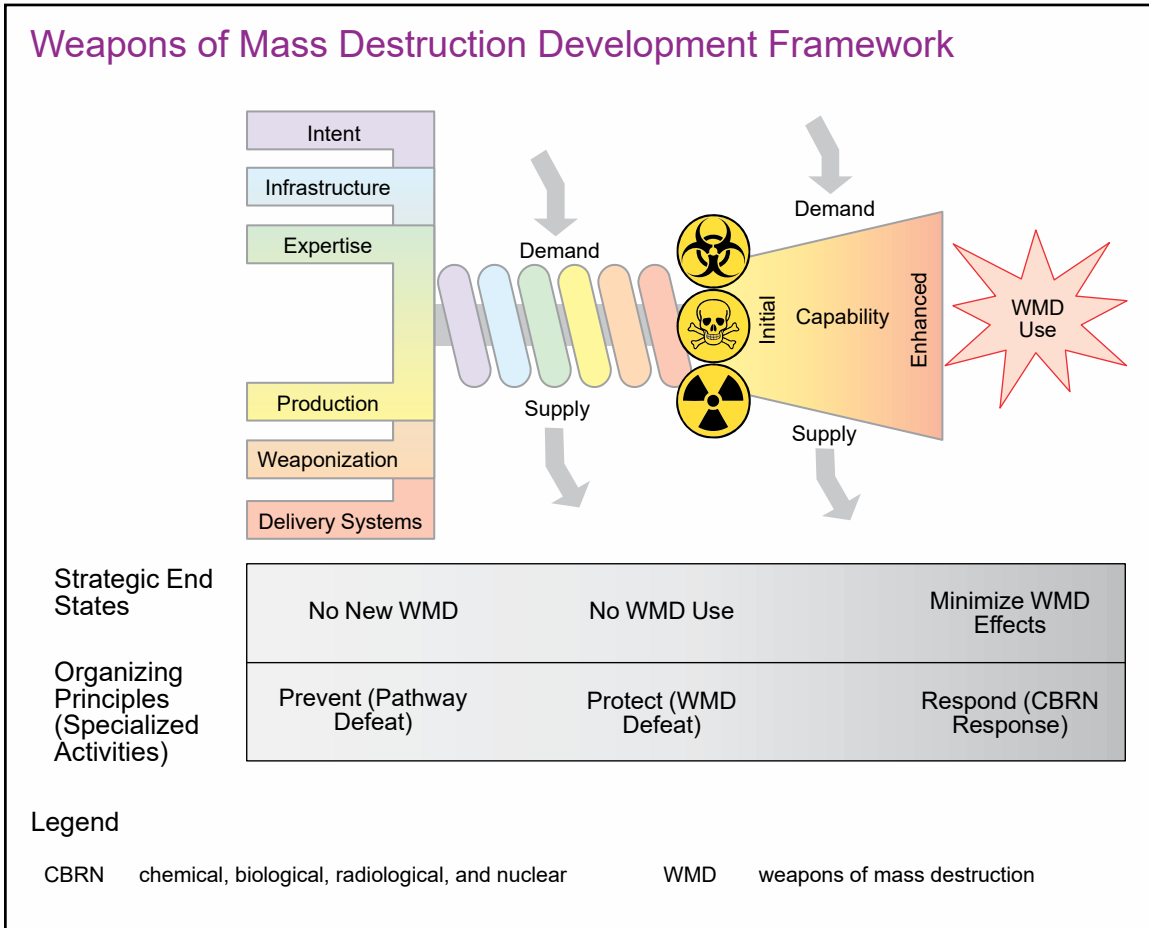 Weapons of Mass Destruction Development Framework
Intent
Infrastructure
Expertise
Production
Weaponization
Delivery Systems
Demand
Supply
Demand
Initial
Capability
Enhanced
Supply
WMD
Use
Strategic End
States
No New WMD
No WMD Use
Minimize WMD
Effects
Organizing
Principles
(Specialized
Activities)
Prevent (Pathway
Defeat)
Protect (WMD
Defeat)
Respond (CBRN
Response)
Legend
CBRN chemical, biological, radiological, and nuclear
WMD weapons of mass destruction